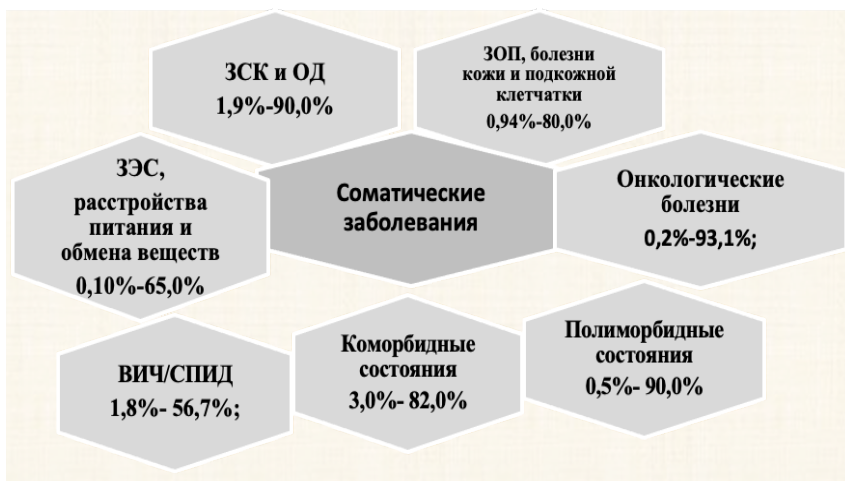 ЗСК и ОД
1,9%-90,0%
ЗОП, болезни
кожи и подкожной
клетчатки
0,94%-80,0%
ЗЭС,
расстройства
питания и
обмена веществ
0,10%-65,0%
Соматические
заболевания
Онкологические
болезни
0,2%-93,1%;
ВИЧ/СПИД
1,8%- 56,7%;
Коморбидные
состояния
3,0%- 82,0%
Полиморбидные
состояния
0,5%- 90,0%